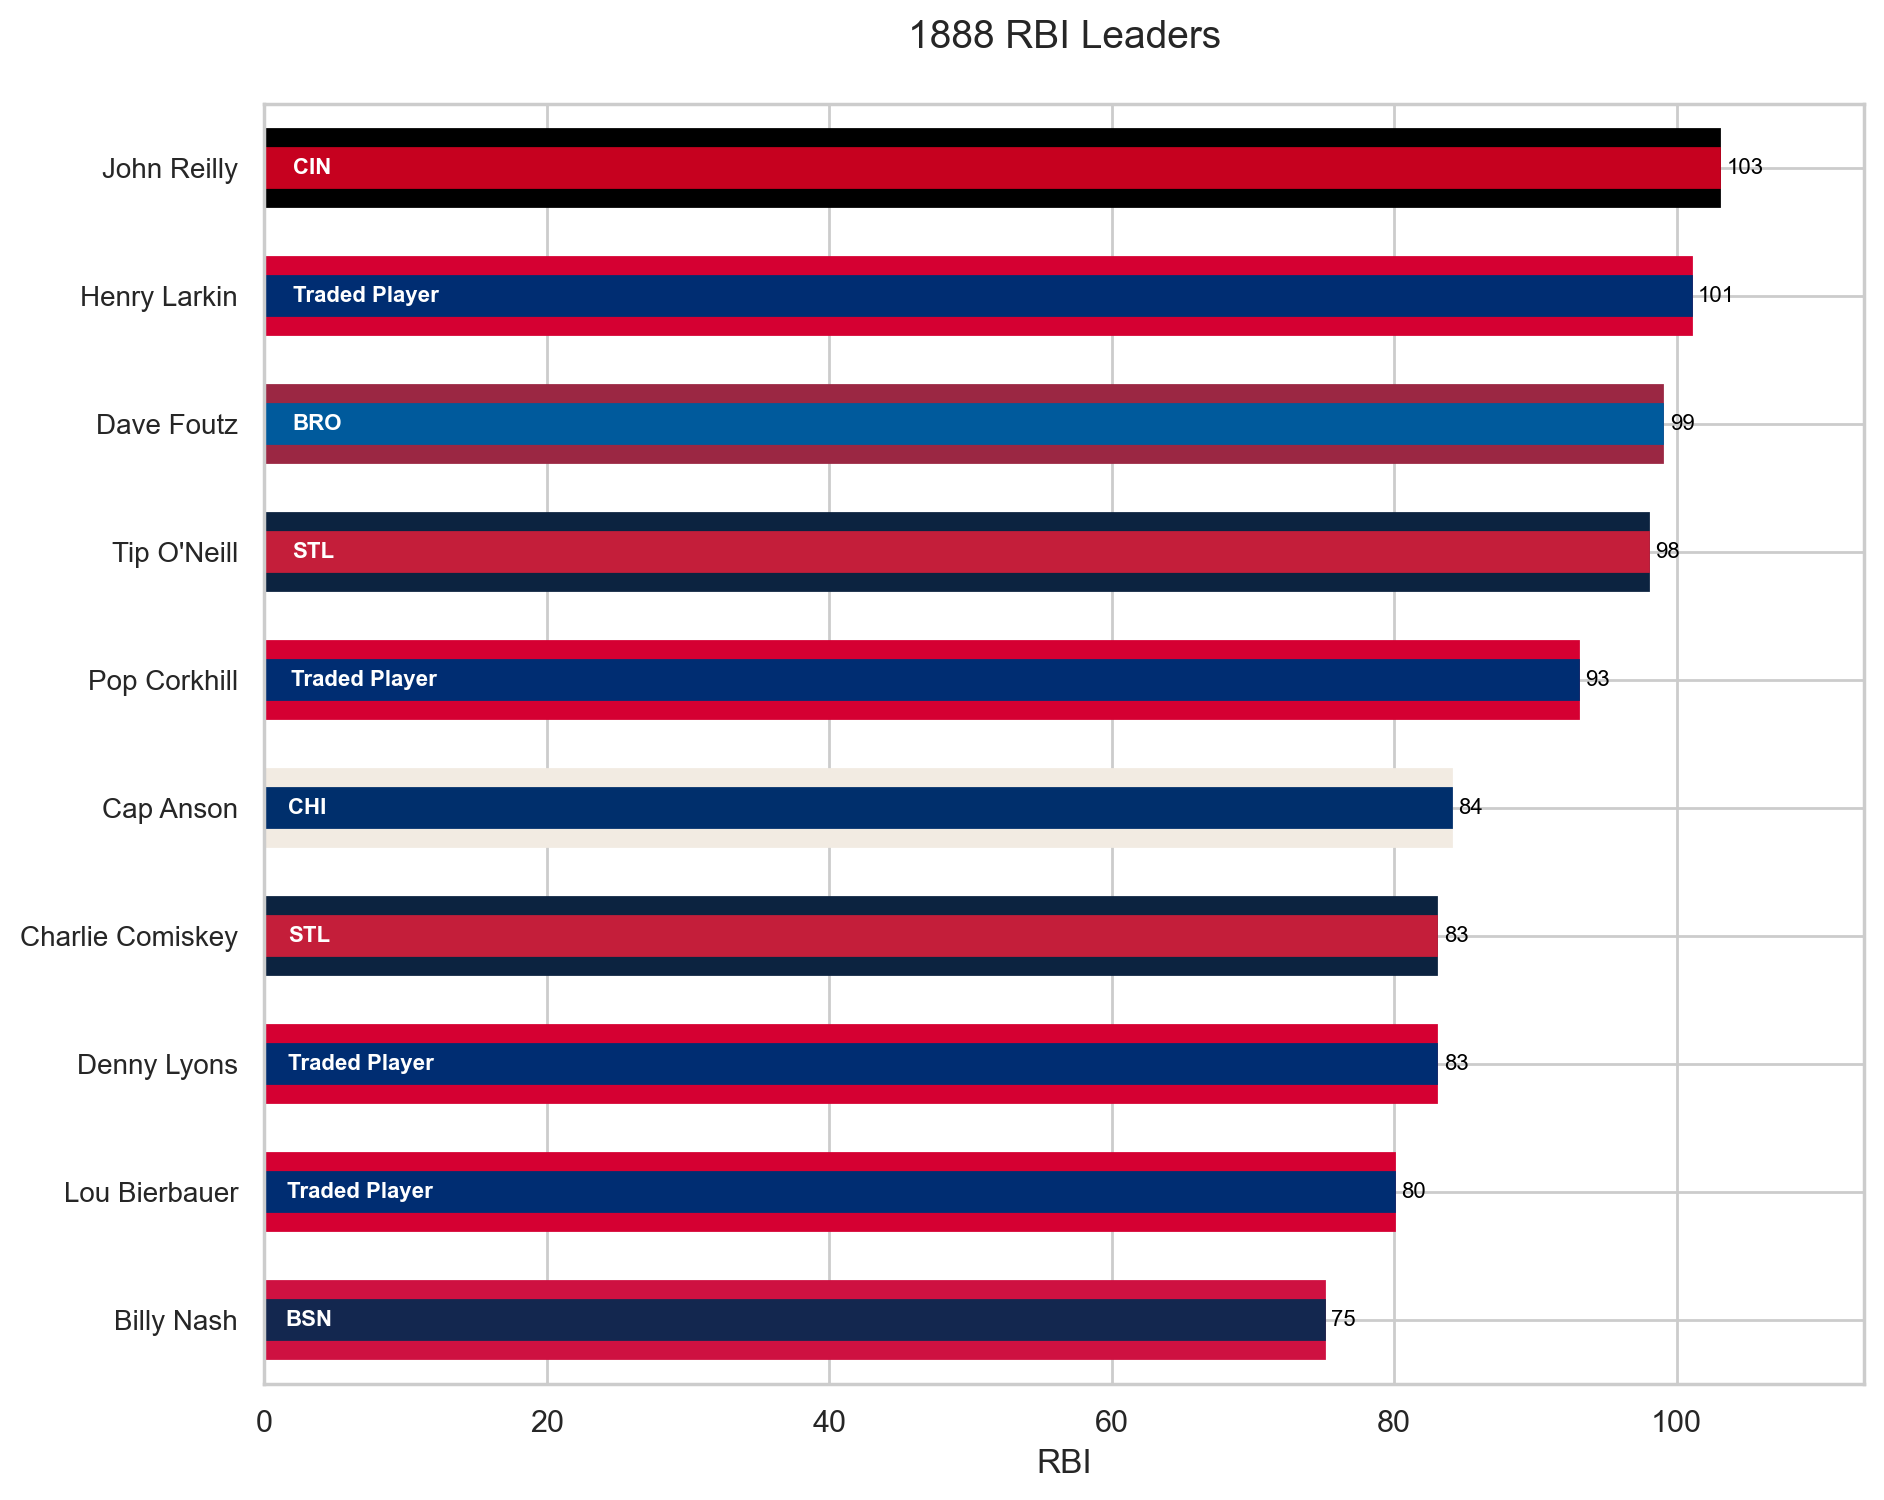 1888 RBI Leaders
John Reilly
CIN
103
Henry Larkin
Traded Player
101
Dave Foutz
BRO
99
Tip O'Neill
STL
98
Pop Corkhill
Traded Player
93
Cap Anson
CHI
84
Charlie Comiskey
STL
83
Denny Lyons
Traded Player
83
Lou Bierbauer
Traded Player
80
Billy Nash
BSN
75
0 20 40 60 80 100
RBI